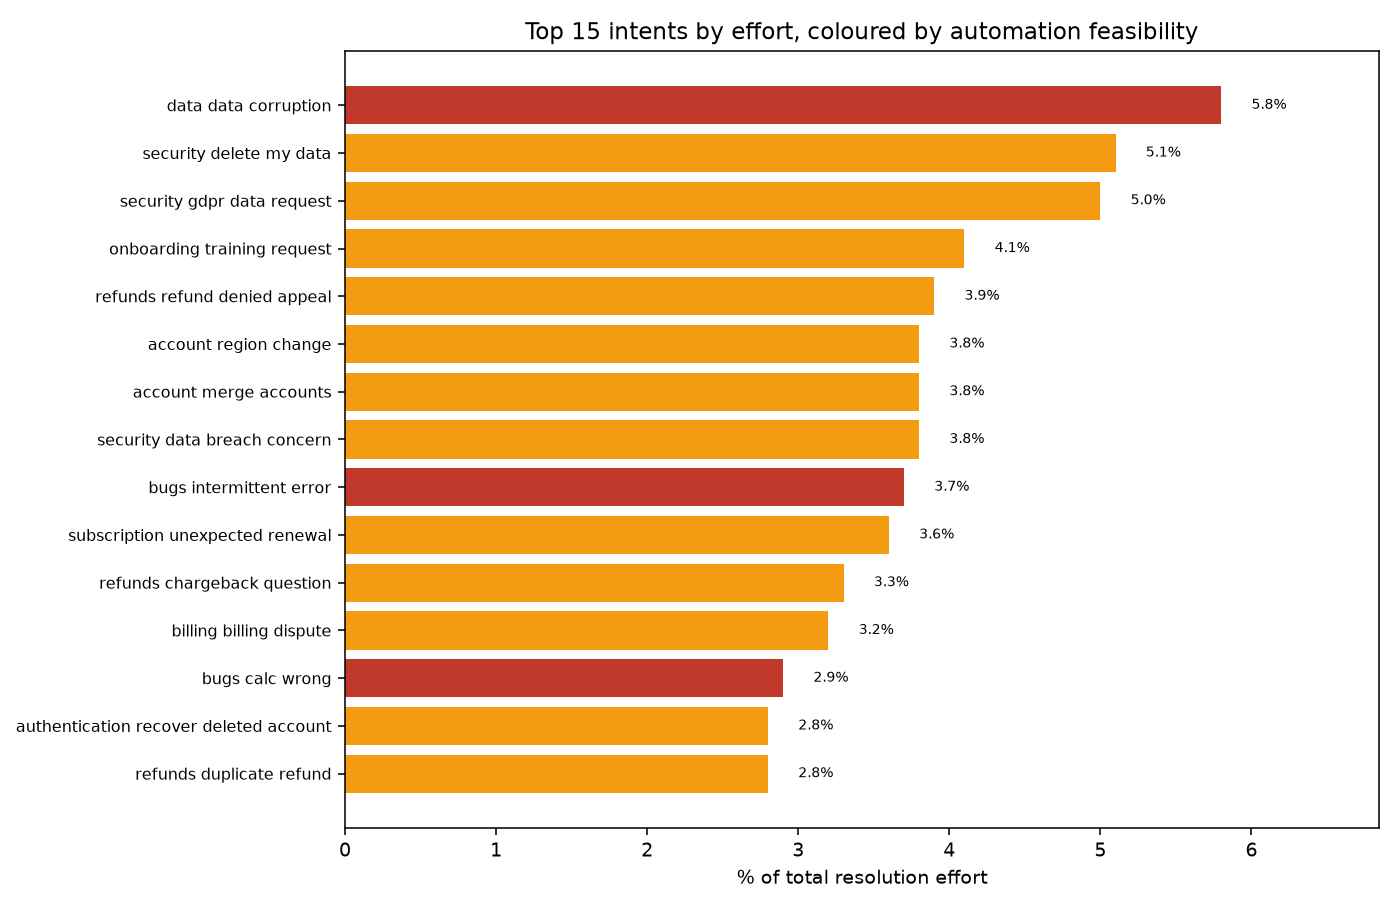 Top 15 intents by effort, coloured by automation feasibility
data data corruption 5.8%
security delete my data 5.1%
security gdpr data request 5.0%
onboarding training request 4.1%
refunds refund denied appeal 3.9%
account region change 3.8%
account merge accounts 3.8%
security data breach concern 3.8%
bugs intermittent error 3.7%
subscription unexpected renewal 3.6%
refunds chargeback question 3.3%
billing billing dispute 3.2%
bugs calc wrong 2.9%
authentication recover deleted account 2.8%
refunds duplicate refund 2.8%
0 1 2 3 4 5 6
% of total resolution effort